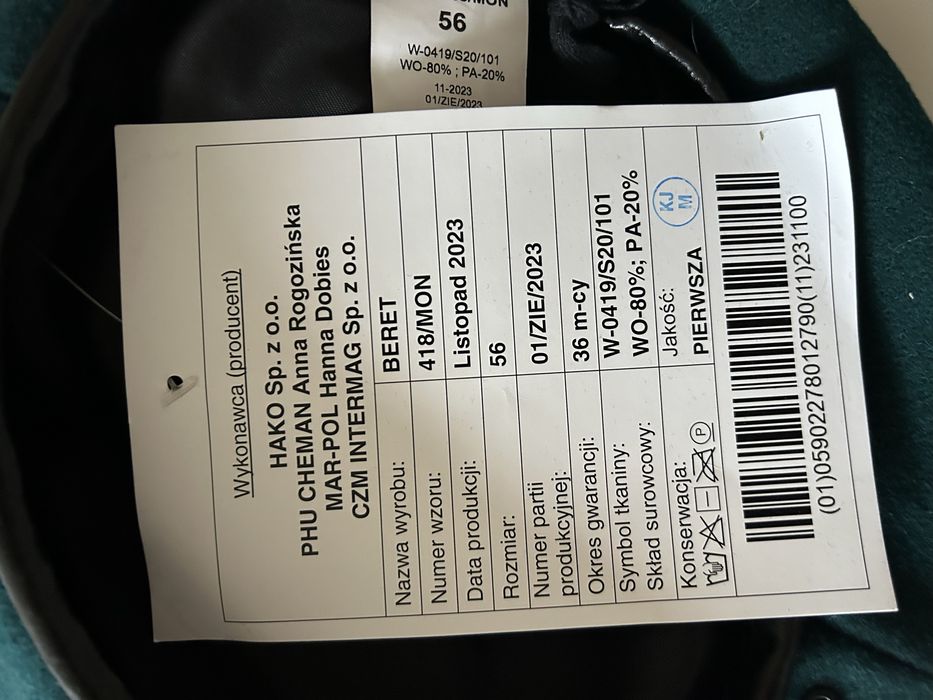 56
W-0419/S20/101
WO-80% ; PA-20%
11-2023
01/ZIE/2023
Wykonawca (producent)
HAKO Sp. z o.o.
PHU CHEMAN Anna Rogozińska
MAR-POL Hanna Dobies
CZM INTERMAG Sp. z o.o.
Nazwa wyrobu: BERET
Numer wzoru: 418/MON
Data produkcji: Listopad 2023
Rozmiar: 56
Numer partii
produkcyjnej: 01/ZIE/2023
Okres gwarancji: 36 m-cy
Symbol tkaniny: W-0419/S20/101
Skład surowcowy: WO-80%; PA-20%
Konserwacja: Jakość:
P PIERWSZA
KJ
M
(01)05902278012790(11)231100